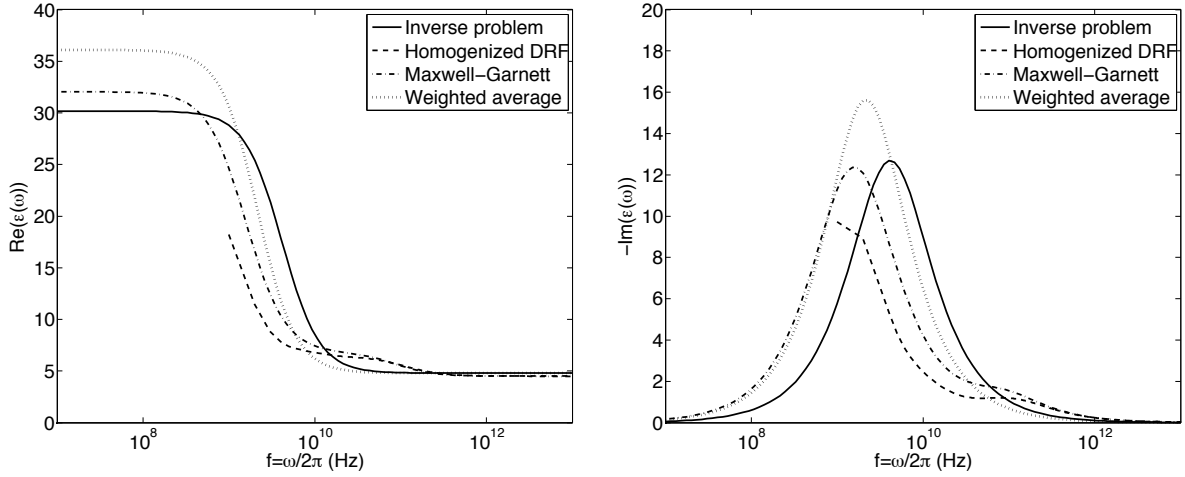 40
35
30
25
20
15
10
5
0
Re(ε(ω))
10^8
10^10
10^12
f=ω/2π (Hz)
Inverse problem
Homogenized DRF
Maxwell−Garnett
Weighted average
20
18
16
14
12
10
8
6
4
2
0
−Im(ε(ω))
10^8
10^10
10^12
f=ω/2π (Hz)
Inverse problem
Homogenized DRF
Maxwell−Garnett
Weighted average